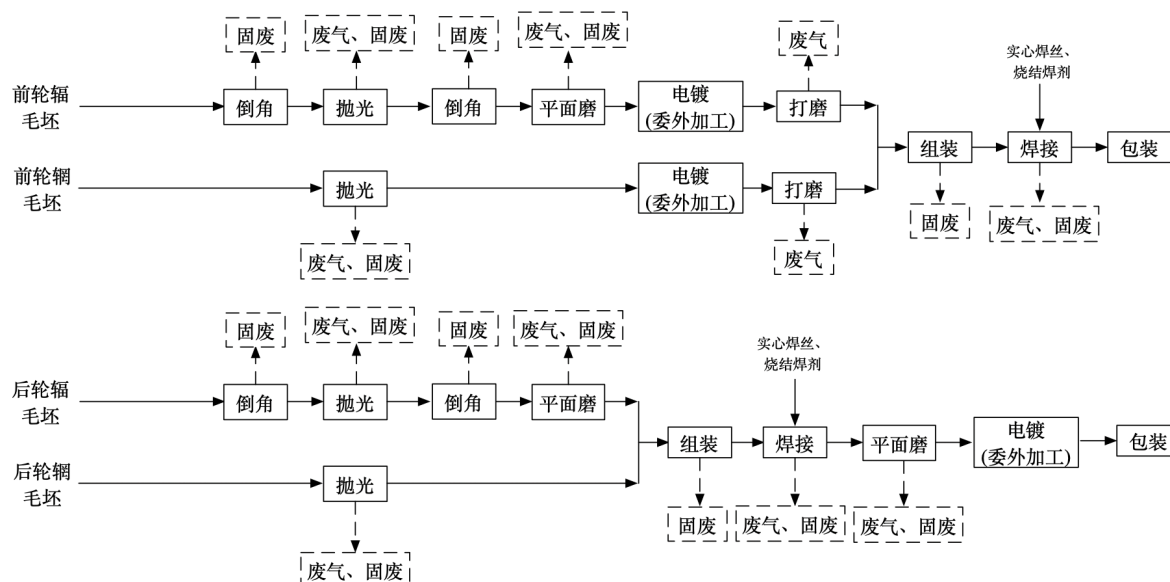 固废
废气、固废
固废
废气、固废
废气
实心焊丝、
烧结焊剂
前轮辐
毛坯
倒角
抛光
倒角
平面磨
电镀
(委外加工)
打磨
组装
焊接
包装
前轮辋
毛坯
抛光
电镀
(委外加工)
打磨
固废
废气、固废
废气、固废
废气
固废
废气、固废
固废
废气、固废
实心焊丝、
烧结焊剂
后轮辐
毛坯
倒角
抛光
倒角
平面磨
组装
焊接
平面磨
电镀
(委外加工)
包装
后轮辋
毛坯
抛光
固废
废气、固废
废气、固废
废气、固废